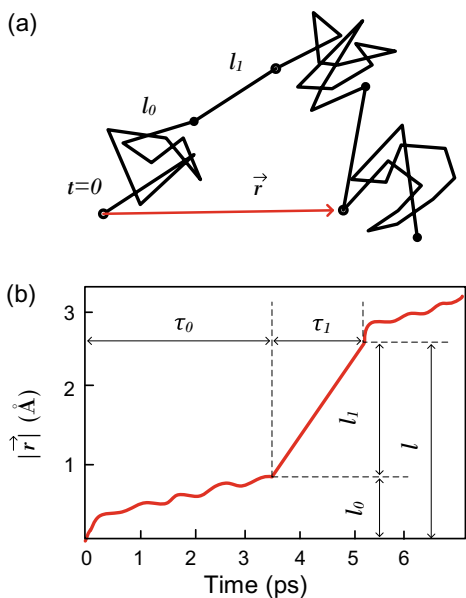 (a)
l₁
l₀
t=0
r⃗
(b)
τ₀ τ₁
3
2
1
0
|r⃗| (Å)
l₁
l
l₀
0 1 2 3 4 5 6
Time (ps)